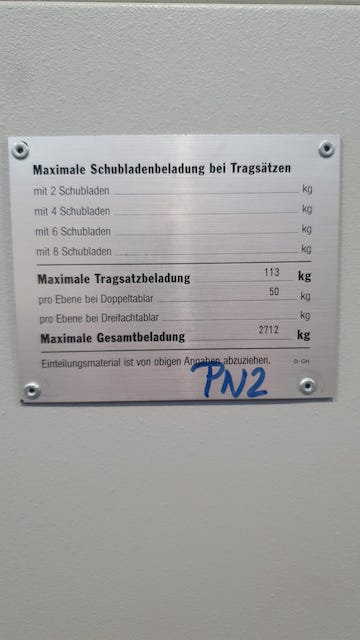 Maximale Schubladenbeladung bei Tragsätzen
mit 2 Schubladen kg
mit 4 Schubladen kg
mit 6 Schubladen kg
mit 8 Schubladen kg
Maximale Tragsatzbeladung 113 kg
pro Ebene bei Doppeltablar 50 kg
pro Ebene bei Dreifachtablar kg
Maximale Gesamtbeladung 2712 kg
Einteilungsmaterial ist von obigen Angaben abzuziehen. D-CH
PN2